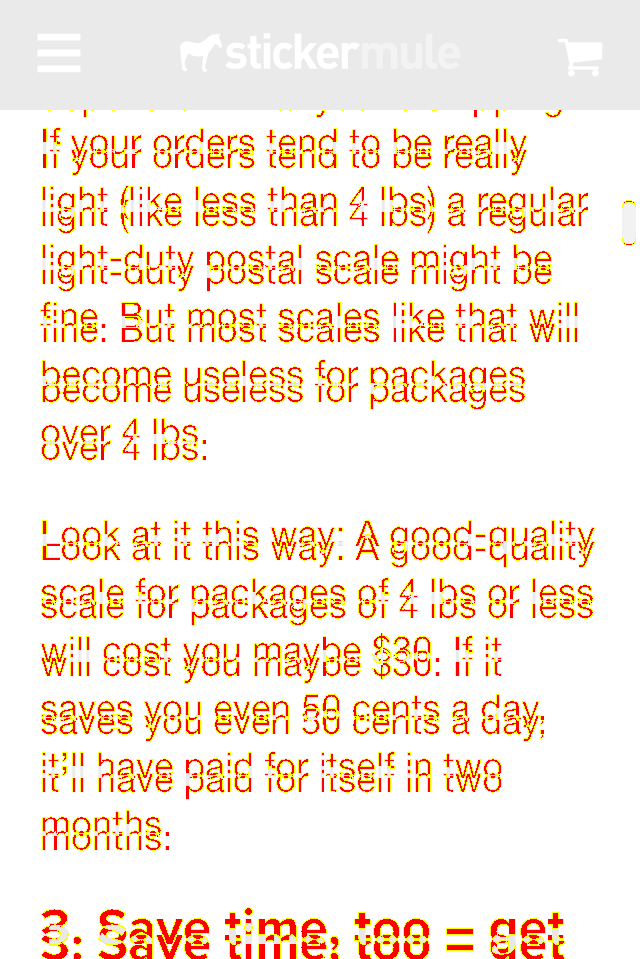 stickermule
If your orders tend to be really
light (like less than 4 lbs) a regular
light-duty postal scale might be
fine. But most scales like that will
become useless for packages
over 4 lbs.
Look at it this way: A good-quality
scale for packages of 4 lbs or less
will cost you maybe $30. If it
saves you even 50 cents a day,
it'll have paid for itself in two
months.
3. Save time, too = get